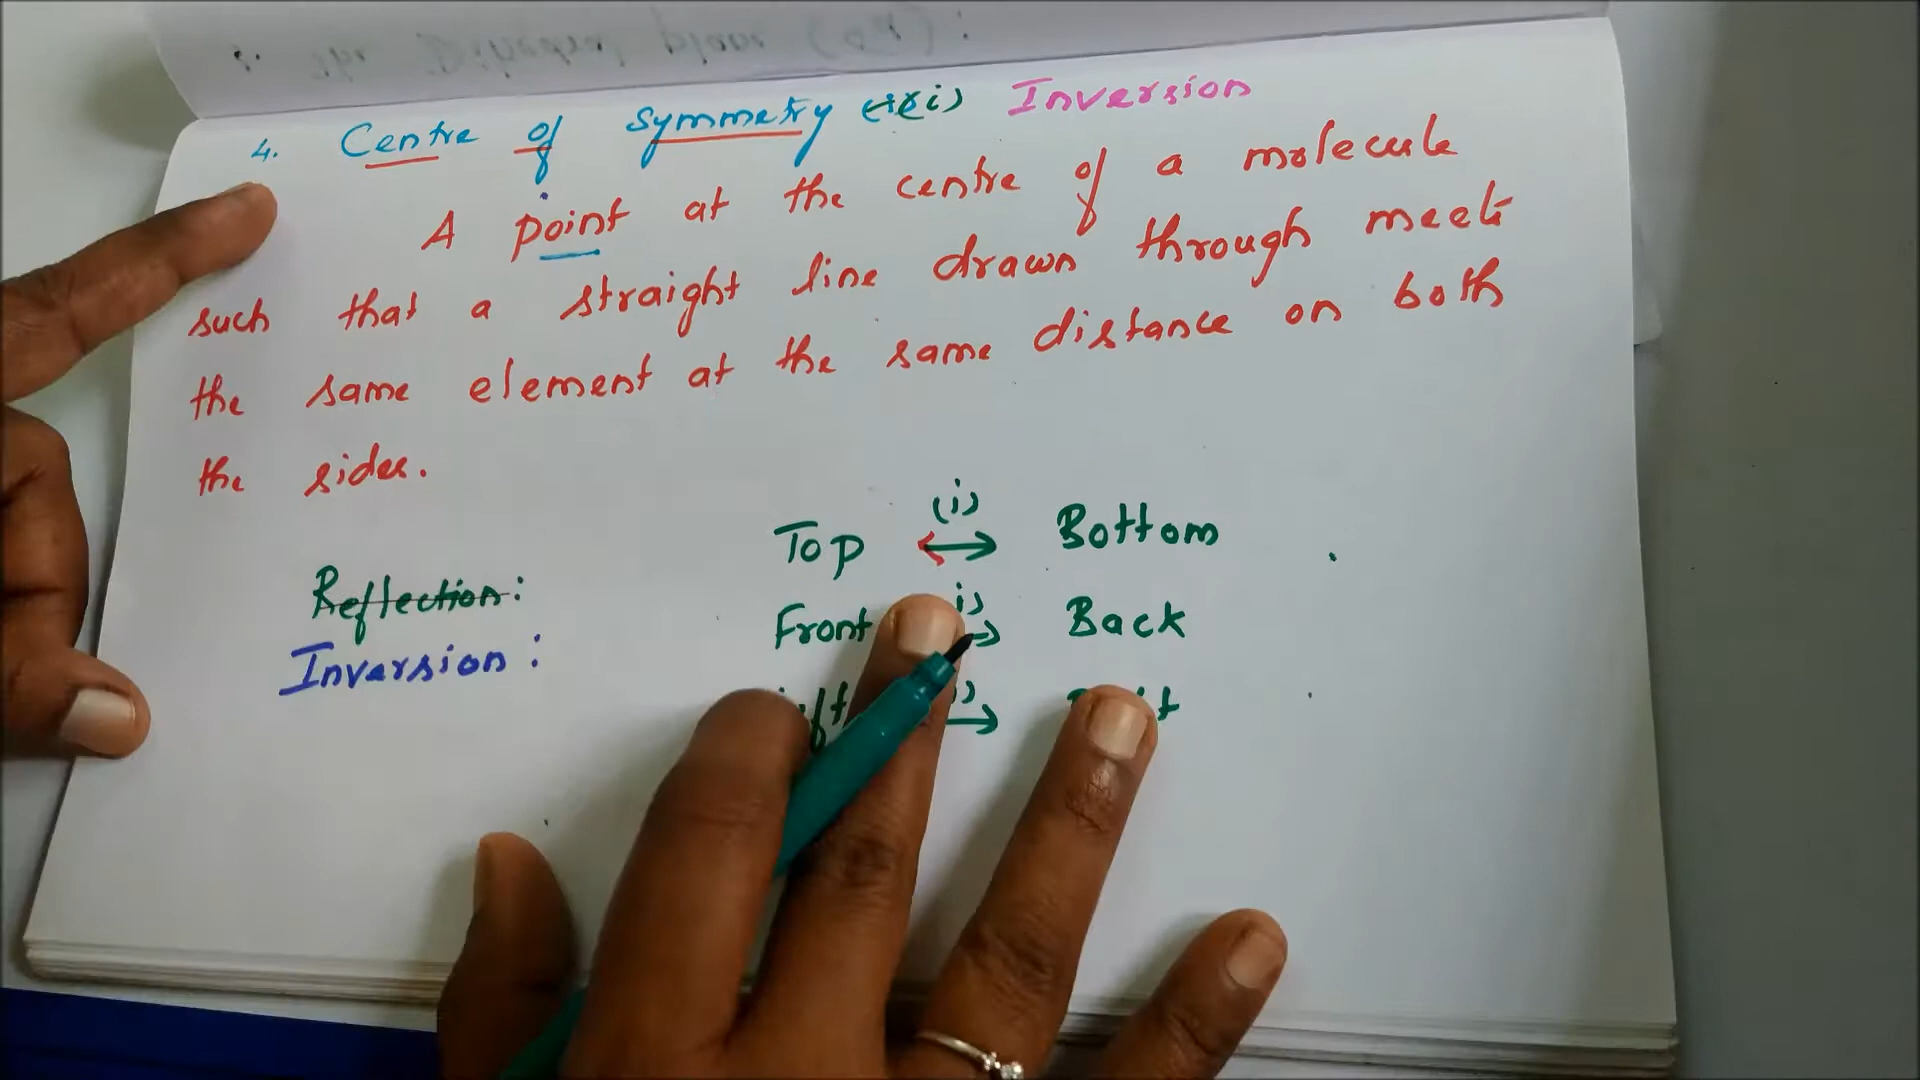 4. Centre of Symmetry (i) Inversion
A point at the centre of a molecule
such that a straight line drawn through meets
the same element at the same distance on both
the sides.
(i)
Top ↔ Bottom
Reflection:
Front → Back
Inversion: